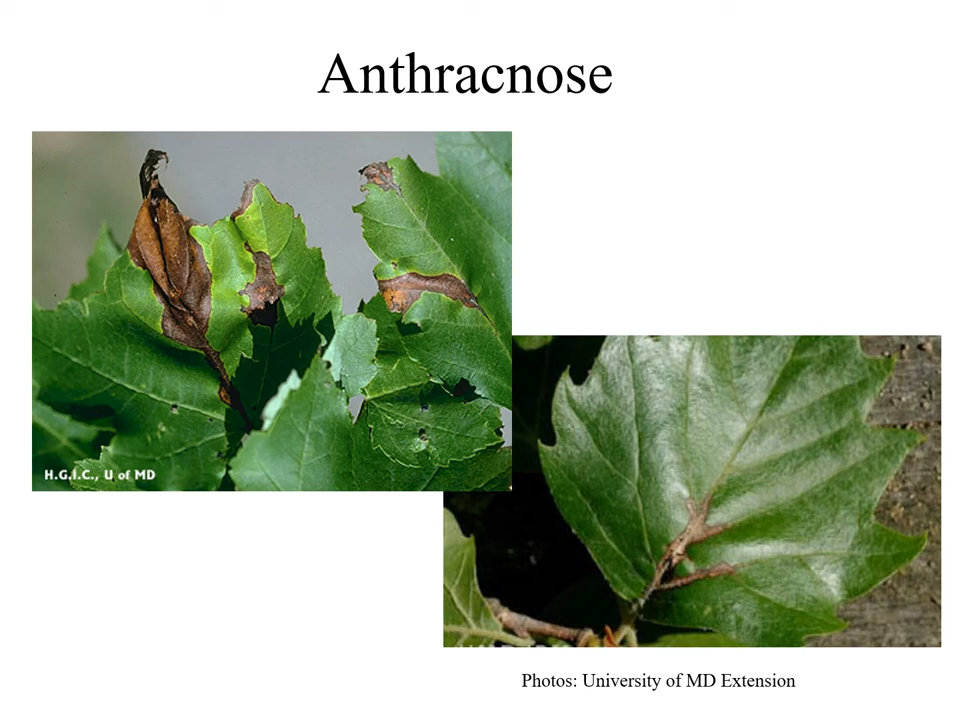 Anthracnose
H.G.I.C., U of MD
Photos: University of MD Extension